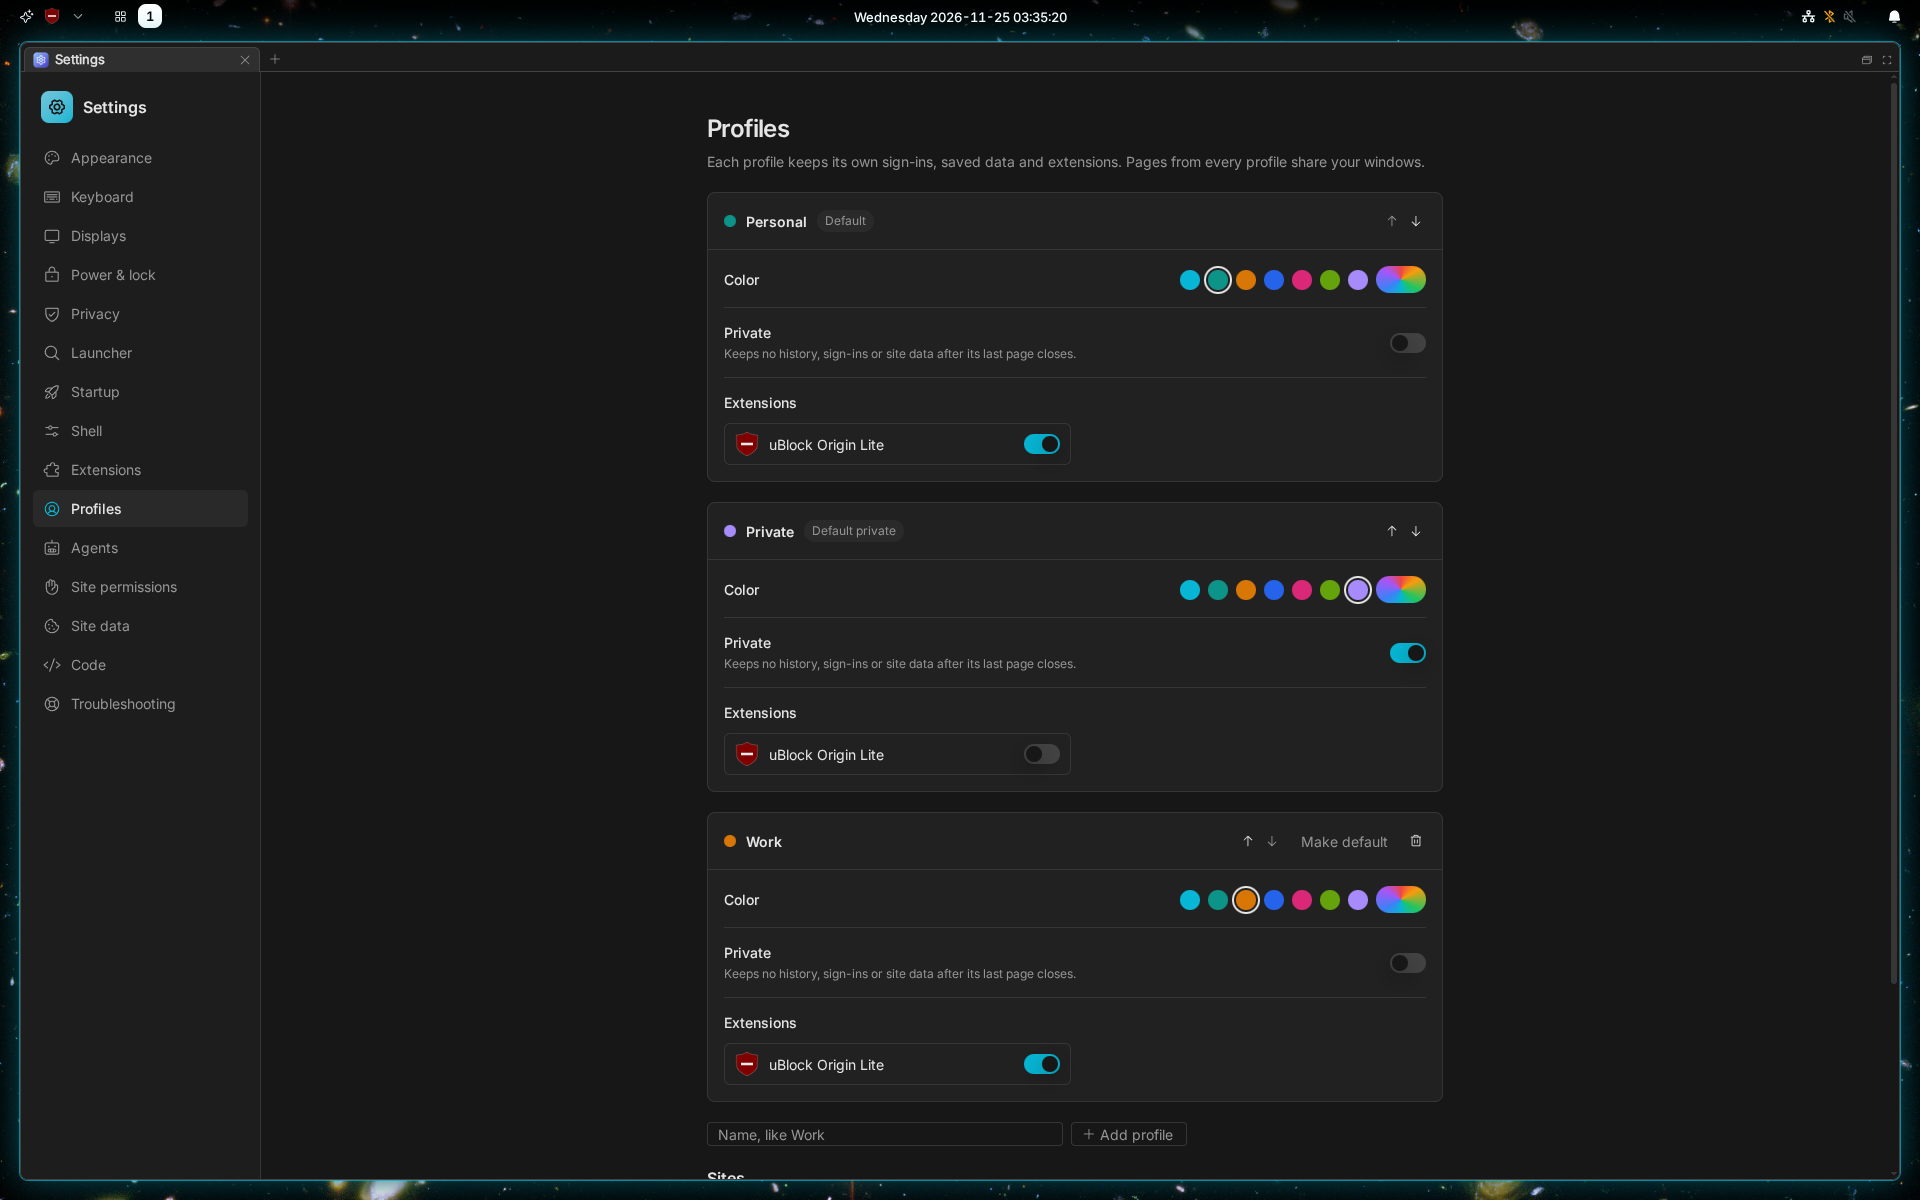 1
Wednesday 2026-11-25 03:35:20
Settings
Settings
Appearance
Keyboard
Displays
Power & lock
Privacy
Launcher
Startup
Shell
Extensions
Profiles
Agents
Site permissions
Site data
Code
Troubleshooting
Profiles
Each profile keeps its own sign-ins, saved data and extensions. Pages from every profile share your windows.
Personal Default
Color
Private
Keeps no history, sign-ins or site data after its last page closes.
Extensions
uBlock Origin Lite
Private Default private
Color
Private
Keeps no history, sign-ins or site data after its last page closes.
Extensions
uBlock Origin Lite
Work Make default
Color
Private
Keeps no history, sign-ins or site data after its last page closes.
Extensions
uBlock Origin Lite
Name, like Work Add profile
Sites